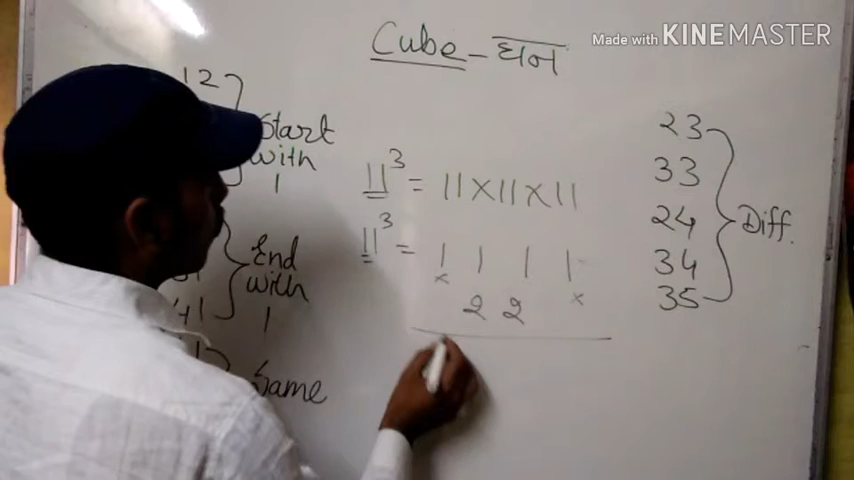 Cube - घन
Made with KINEMASTER
12
Start
with
1
11³ = 11 × 11 × 11
11³ = 1 1 1 1
× 2 2 ×
End
with
1
41
Same
23
33
24
34
35
Diff.